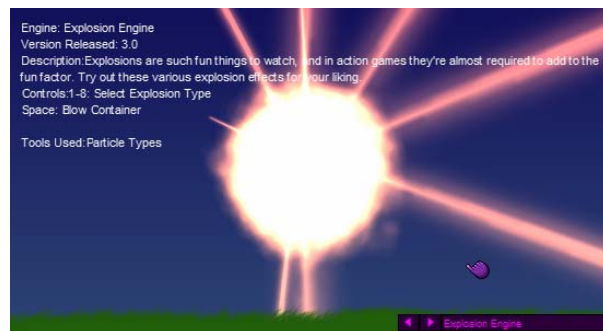 Engine: Explosion Engine
Version Released: 3.0
Description:Explosions are such fun things to watch, and in action games they're almost required to add to the
fun factor. Try out these various explosion effects for your liking.
Controls:1-8: Select Explosion Type
Space: Blow Container
Tools Used:Particle Types
Explosion Engine